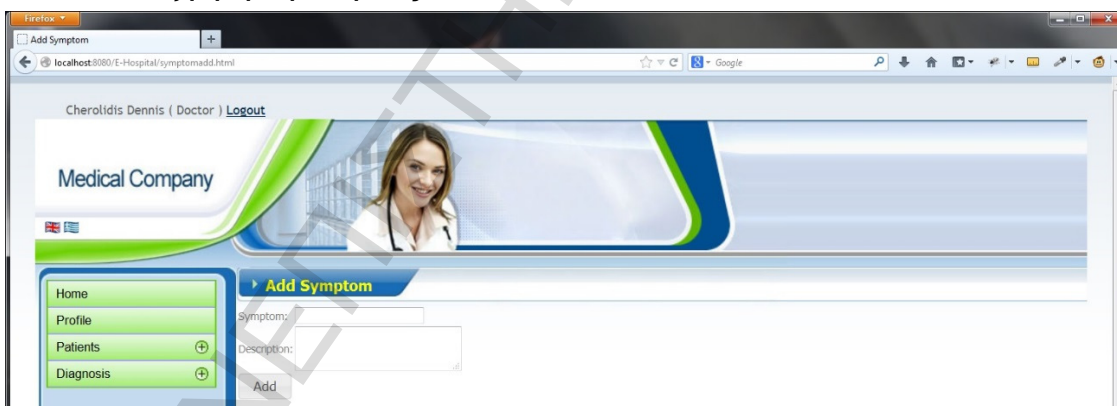 Firefox
Add Symptom
localhost:8080/E-Hospital/symptomadd.html
Google
Cherolidis Dennis ( Doctor ) Logout
Medical Company
Home
Profile
Patients
Diagnosis
Add Symptom
Symptom:
Description:
Add